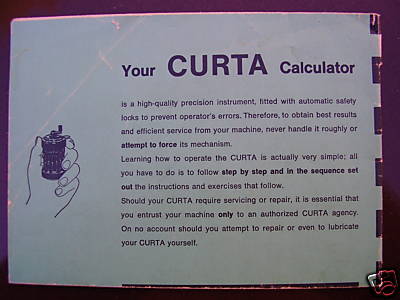 Your CURTA Calculator
is a high-quality precision instrument, fitted with automatic safety
locks to prevent operator's errors. Therefore, to obtain best results
and efficient service from your machine, never handle it roughly or
attempt to force its mechanism.
Learning how to operate the CURTA is actually very simple; all
you have to do is to follow step by step and in the sequence set
out the instructions and exercises that follow.
Should your CURTA require servicing or repair, it is essential that
you entrust your machine only to an authorized CURTA agency.
On no account should you attempt to repair or even to lubricate
your CURTA yourself.